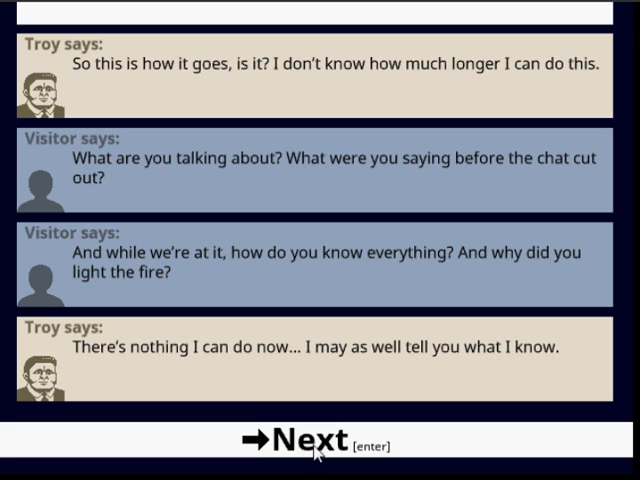 Troy says:
So this is how it goes, is it? I don’t know how much longer I can do this.
Visitor says:
What are you talking about? What were you saying before the chat cut
out?
Visitor says:
And while we’re at it, how do you know everything? And why did you
light the fire?
Troy says:
There’s nothing I can do now... I may as well tell you what I know.
➡Next [enter]